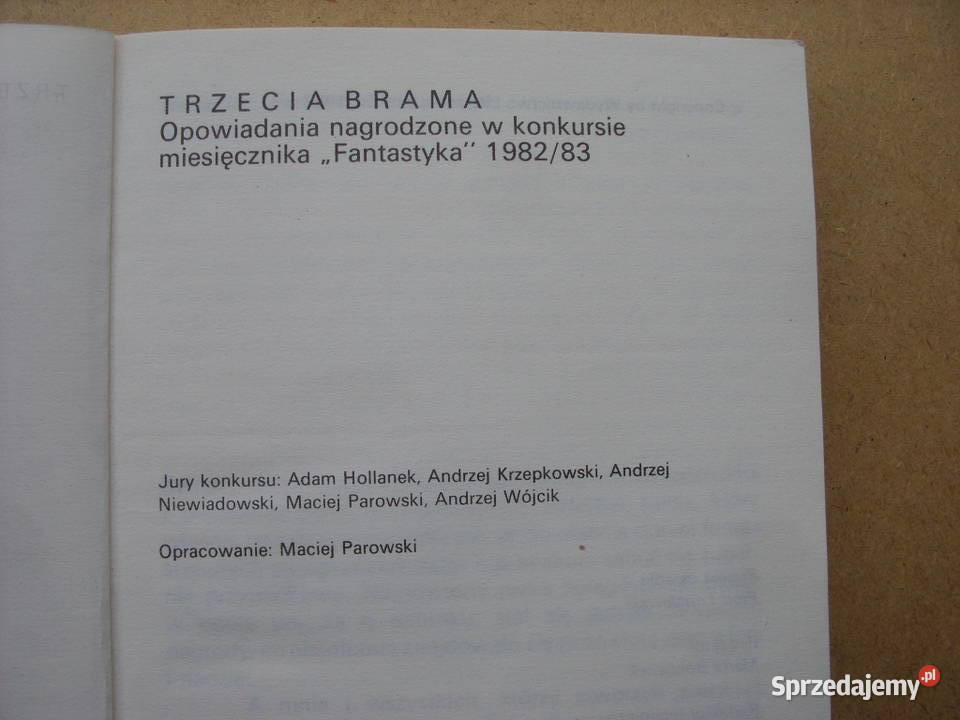 TRZECIA BRAMA
Opowiadania nagrodzone w konkursie
miesięcznika „Fantastyka" 1982/83
Jury konkursu: Adam Hollanek, Andrzej Krzepkowski, Andrzej
Niewiadowski, Maciej Parowski, Andrzej Wójcik
Opracowanie: Maciej Parowski
Sprzedajemy.pl